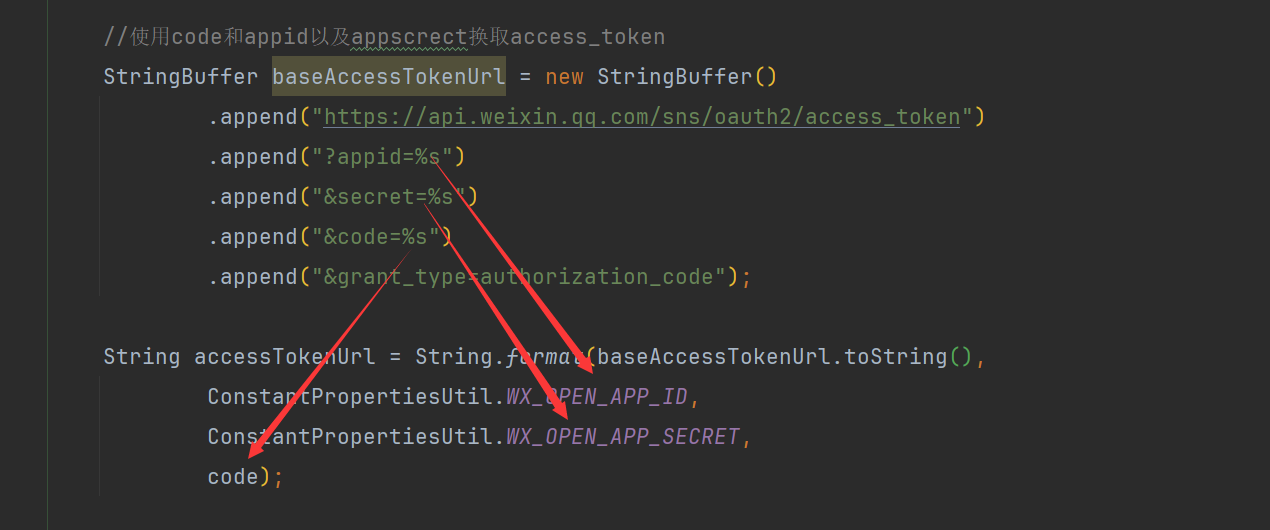 //使用code和appid以及appscrect换取access_token
StringBuffer baseAccessTokenUrl = new StringBuffer()
.append("https://api.weixin.qq.com/sns/oauth2/access_token")
.append("?appid=%s")
.append("&secret=%s")
.append("&code=%s")
.append("&grant_type=authorization_code");
String accessTokenUrl = String.format(baseAccessTokenUrl.toString(),
ConstantPropertiesUtil.WX_OPEN_APP_ID,
ConstantPropertiesUtil.WX_OPEN_APP_SECRET,
code);